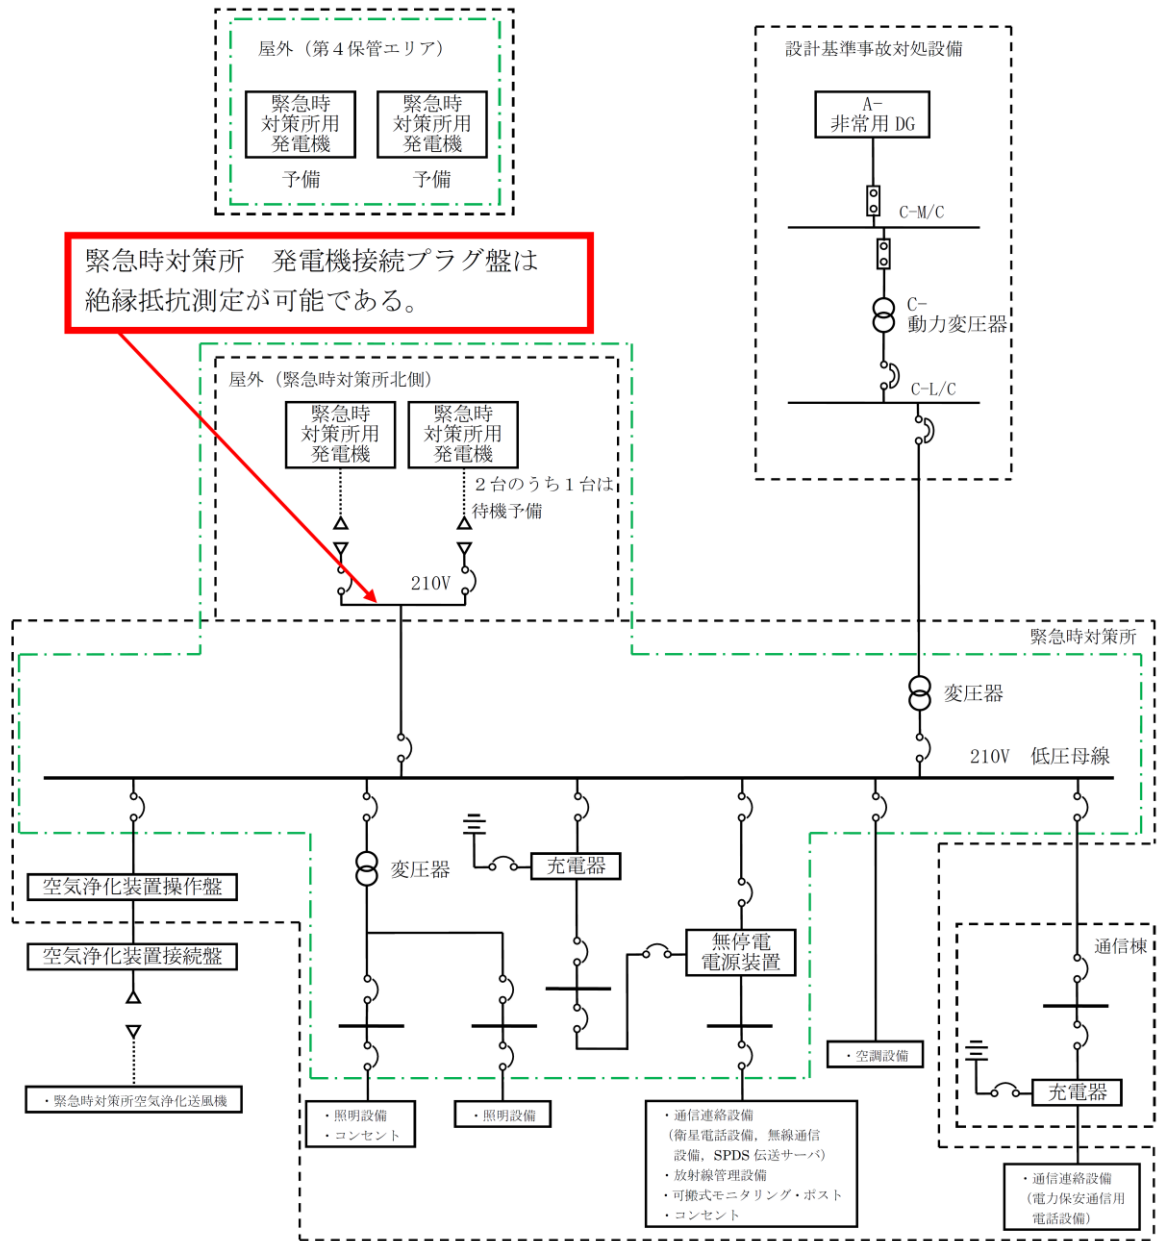 屋外（第４保管エリア）
緊急時
対策所用
発電機
緊急時
対策所用
発電機
予備
予備
設計基準事故対処設備
A-
非常用 DG
C-M/C
C-
動力変圧器
C-L/C
緊急時対策所　発電機接続プラグ盤は
絶縁抵抗測定が可能である。
屋外（緊急時対策所北側）
緊急時
対策所用
発電機
緊急時
対策所用
発電機
２台のうち１台は
待機予備
210V
緊急時対策所
変圧器
210V　低圧母線
変圧器
充電器
空気浄化装置操作盤
無停電
電源装置
空気浄化装置接続盤
通信棟
・空調設備
充電器
・緊急時対策所空気浄化送風機
・照明設備
・コンセント
・照明設備
・通信連絡設備
（衛星電話設備, 無線通信
設備, SPDS 伝送サーバ）
・放射線管理設備
・可搬式モニタリング・ポスト
・コンセント
・通信連絡設備
（電力保安通信用
電話設備）